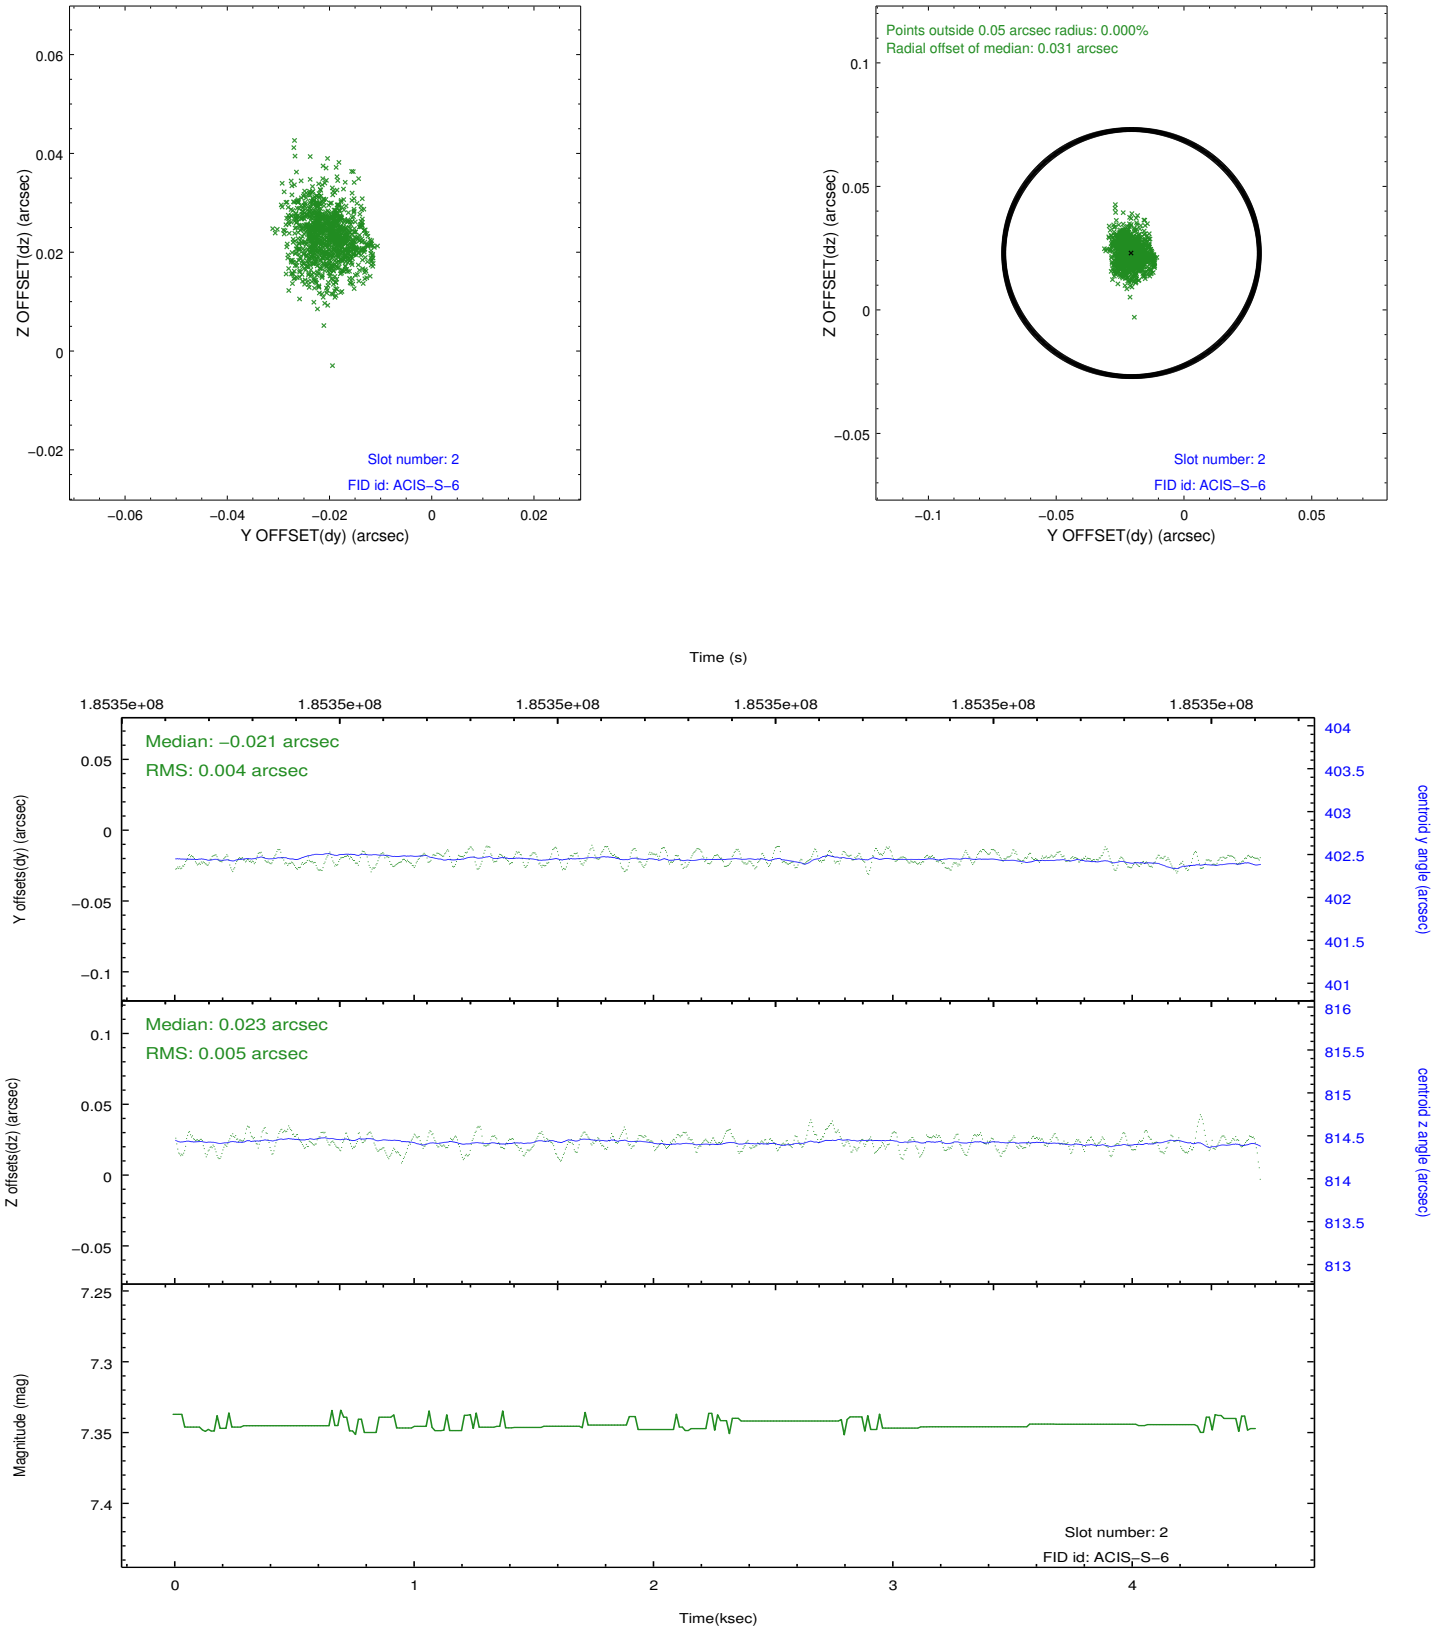 0.06
0.04
0.02
0
−0.02
Z OFFSET(dz) (arcsec)
−0.06
−0.04
−0.02
0
0.02
Y OFFSET(dy) (arcsec)
Slot number: 2
FID id: ACIS−S−6
Points outside 0.05 arcsec radius: 0.000%
Radial offset of median: 0.031 arcsec
0.1
0.05
0
−0.05
Z OFFSET(dz) (arcsec)
−0.1
−0.05
0
0.05
Y OFFSET(dy) (arcsec)
Slot number: 2
FID id: ACIS−S−6
Time (s)
1.8535e+08
1.8535e+08
1.8535e+08
1.8535e+08
1.8535e+08
1.8535e+08
Median: −0.021 arcsec
RMS: 0.004 arcsec
0.05
0
−0.05
−0.1
Y offsets(dy) (arcsec)
404
403.5
403
402.5
402
401.5
401
centroid y angle (arcsec)
Median: 0.023 arcsec
RMS: 0.005 arcsec
0.1
0.05
0
−0.05
Z offsets(dz) (arcsec)
816
815.5
815
814.5
814
813.5
813
centroid z angle (arcsec)
7.25
7.3
7.35
7.4
Magnitude (mag)
Slot number: 2
FID id: ACIS−S−6
0
1
2
3
4
Time(ksec)